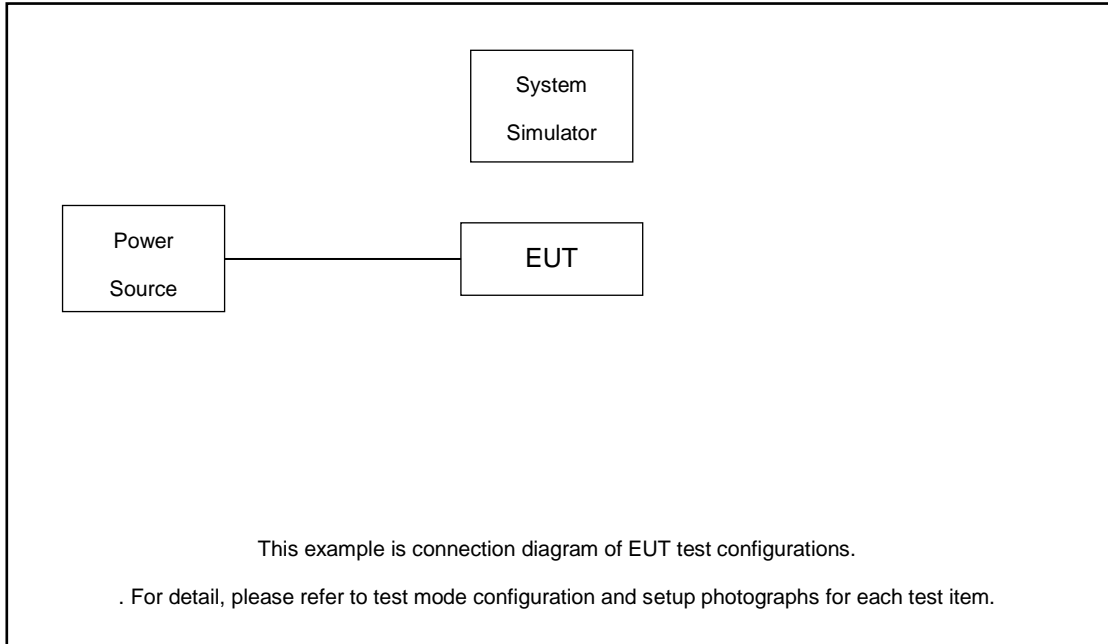 System
Simulator
Power
Source
EUT
This example is connection diagram of EUT test configurations.
. For detail, please refer to test mode configuration and setup photographs for each test item.